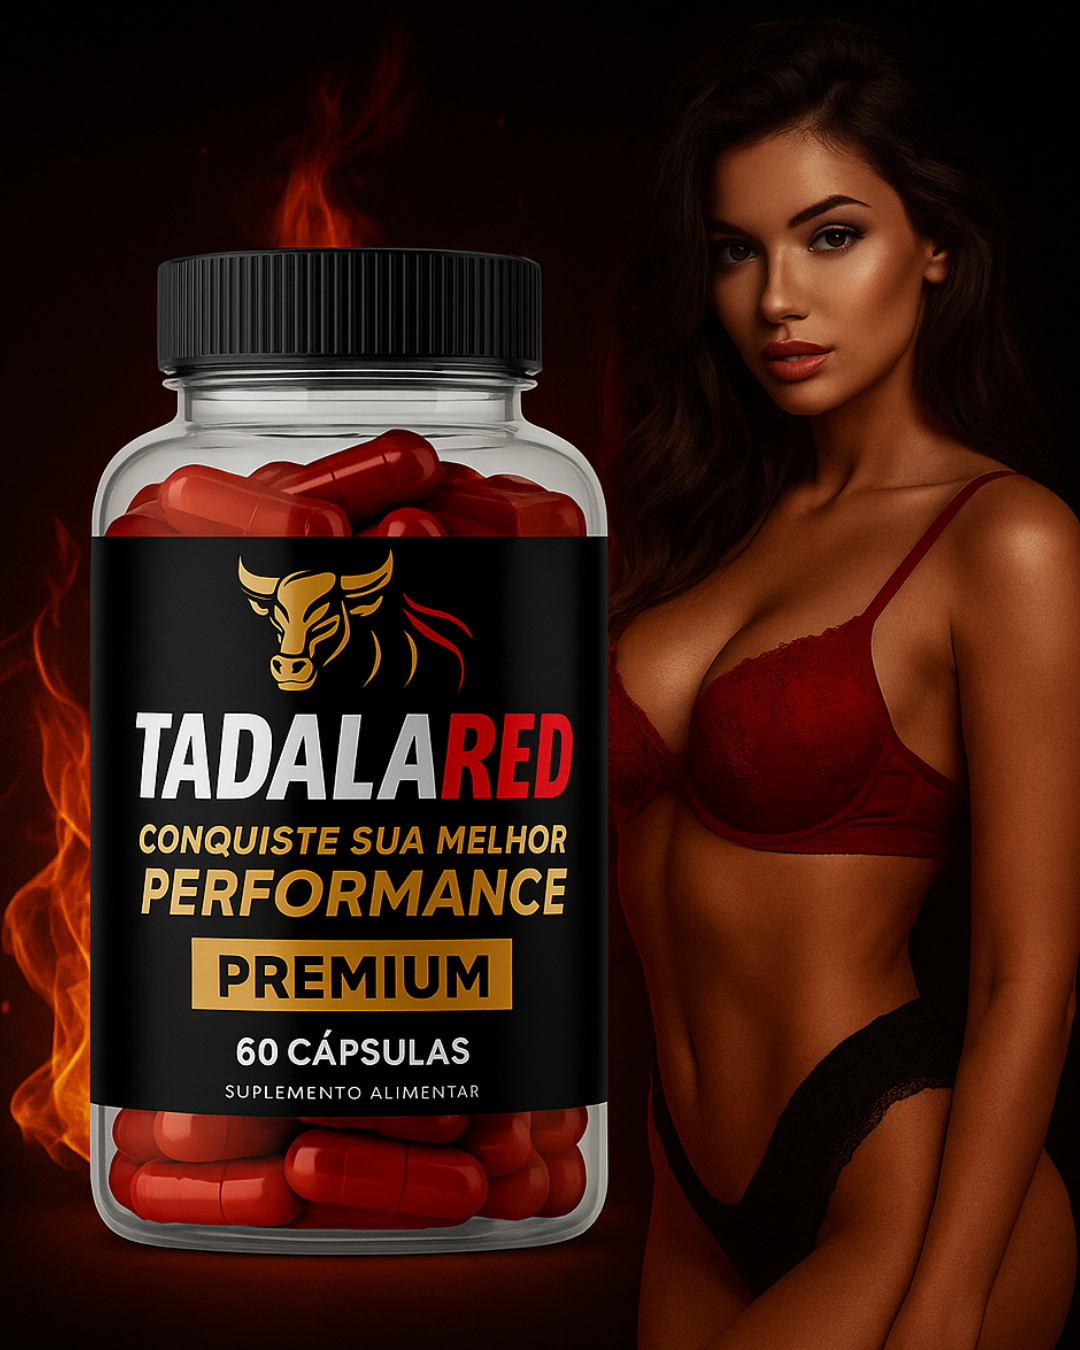 TADALARED
CONQUISTE SUA MELHOR
PERFORMANCE
PREMIUM
60 CÁPSULAS
SUPLEMENTO ALIMENTAR